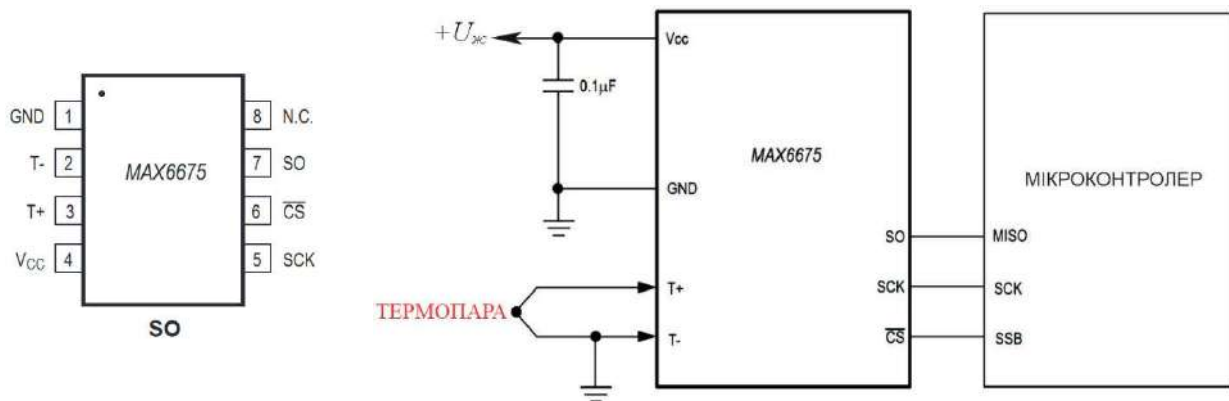 GND 1
T- 2
T+ 3
VCC 4
MAX6675
8 N.C.
7 SO
6 CS
5 SCK
SO
+Uж
0.1µF
Vcc
GND
T+
T-
MAX6675
SO
SCK
CS
ТЕРМОПАРА
МІКРОКОНТРОЛЕР
MISO
SCK
SSB